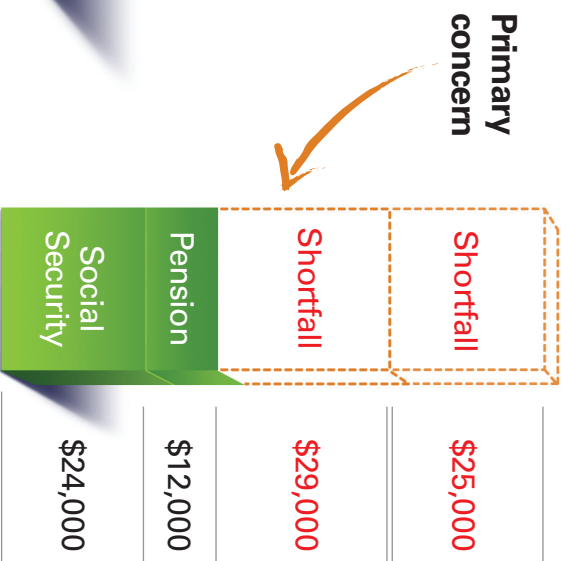 Primary
concern
Shortfall
$25,000
Shortfall
$29,000
Pension
$12,000
Social
Security
$24,000